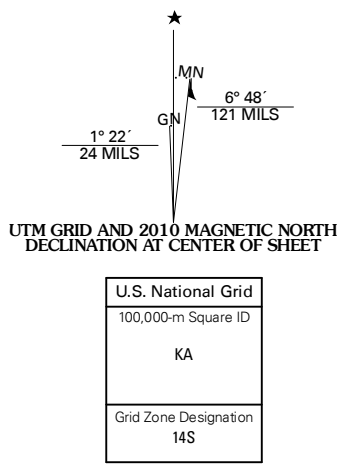 MN
GN
6° 48´
121 MILS
1° 22´
24 MILS
UTM GRID AND 2010 MAGNETIC NORTH
DECLINATION AT CENTER OF SHEET
U.S. National Grid
100,000-m Square ID
KA
Grid Zone Designation
14S